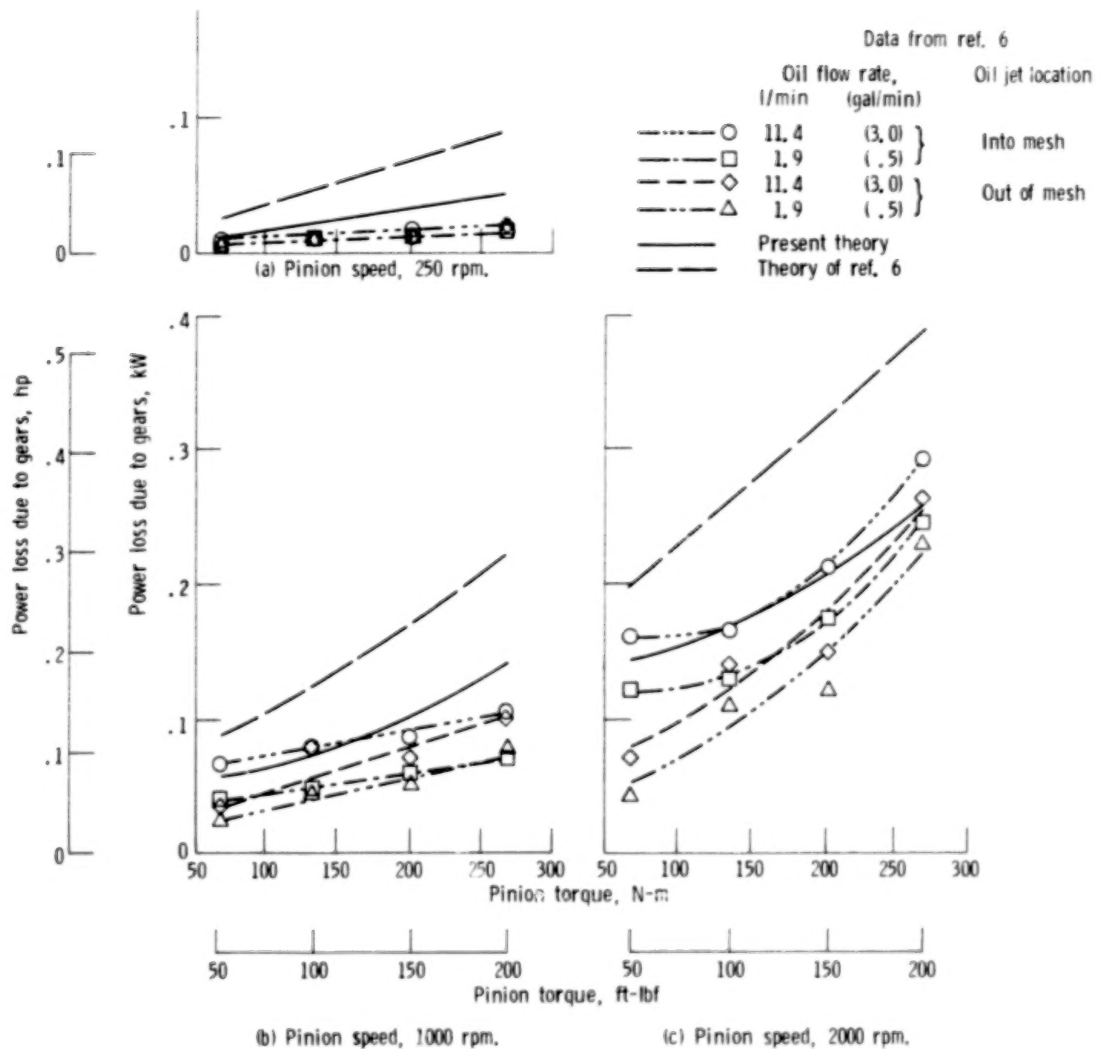 Data from ref. 6
Oil flow rate, Oil jet location
l/min (gal/min)
11.4 (3.0)
Into mesh
1.9 (.5)
11.4 (3.0)
Out of mesh
1.9 (.5)
Present theory
Theory of ref. 6
.1
.1
0
0
(a) Pinion speed, 250 rpm.
Power loss due to gears, hp
.5
.4
.3
.2
.1
0
Power loss due to gears, kW
.4
.3
.2
.1
0
50 100 150 200 250 300
50 100 150 200 250 300
Pinion torque, N-m
50 100 150 200
50 100 150 200
Pinion torque, ft-lbf
(b) Pinion speed, 1000 rpm.
(c) Pinion speed, 2000 rpm.